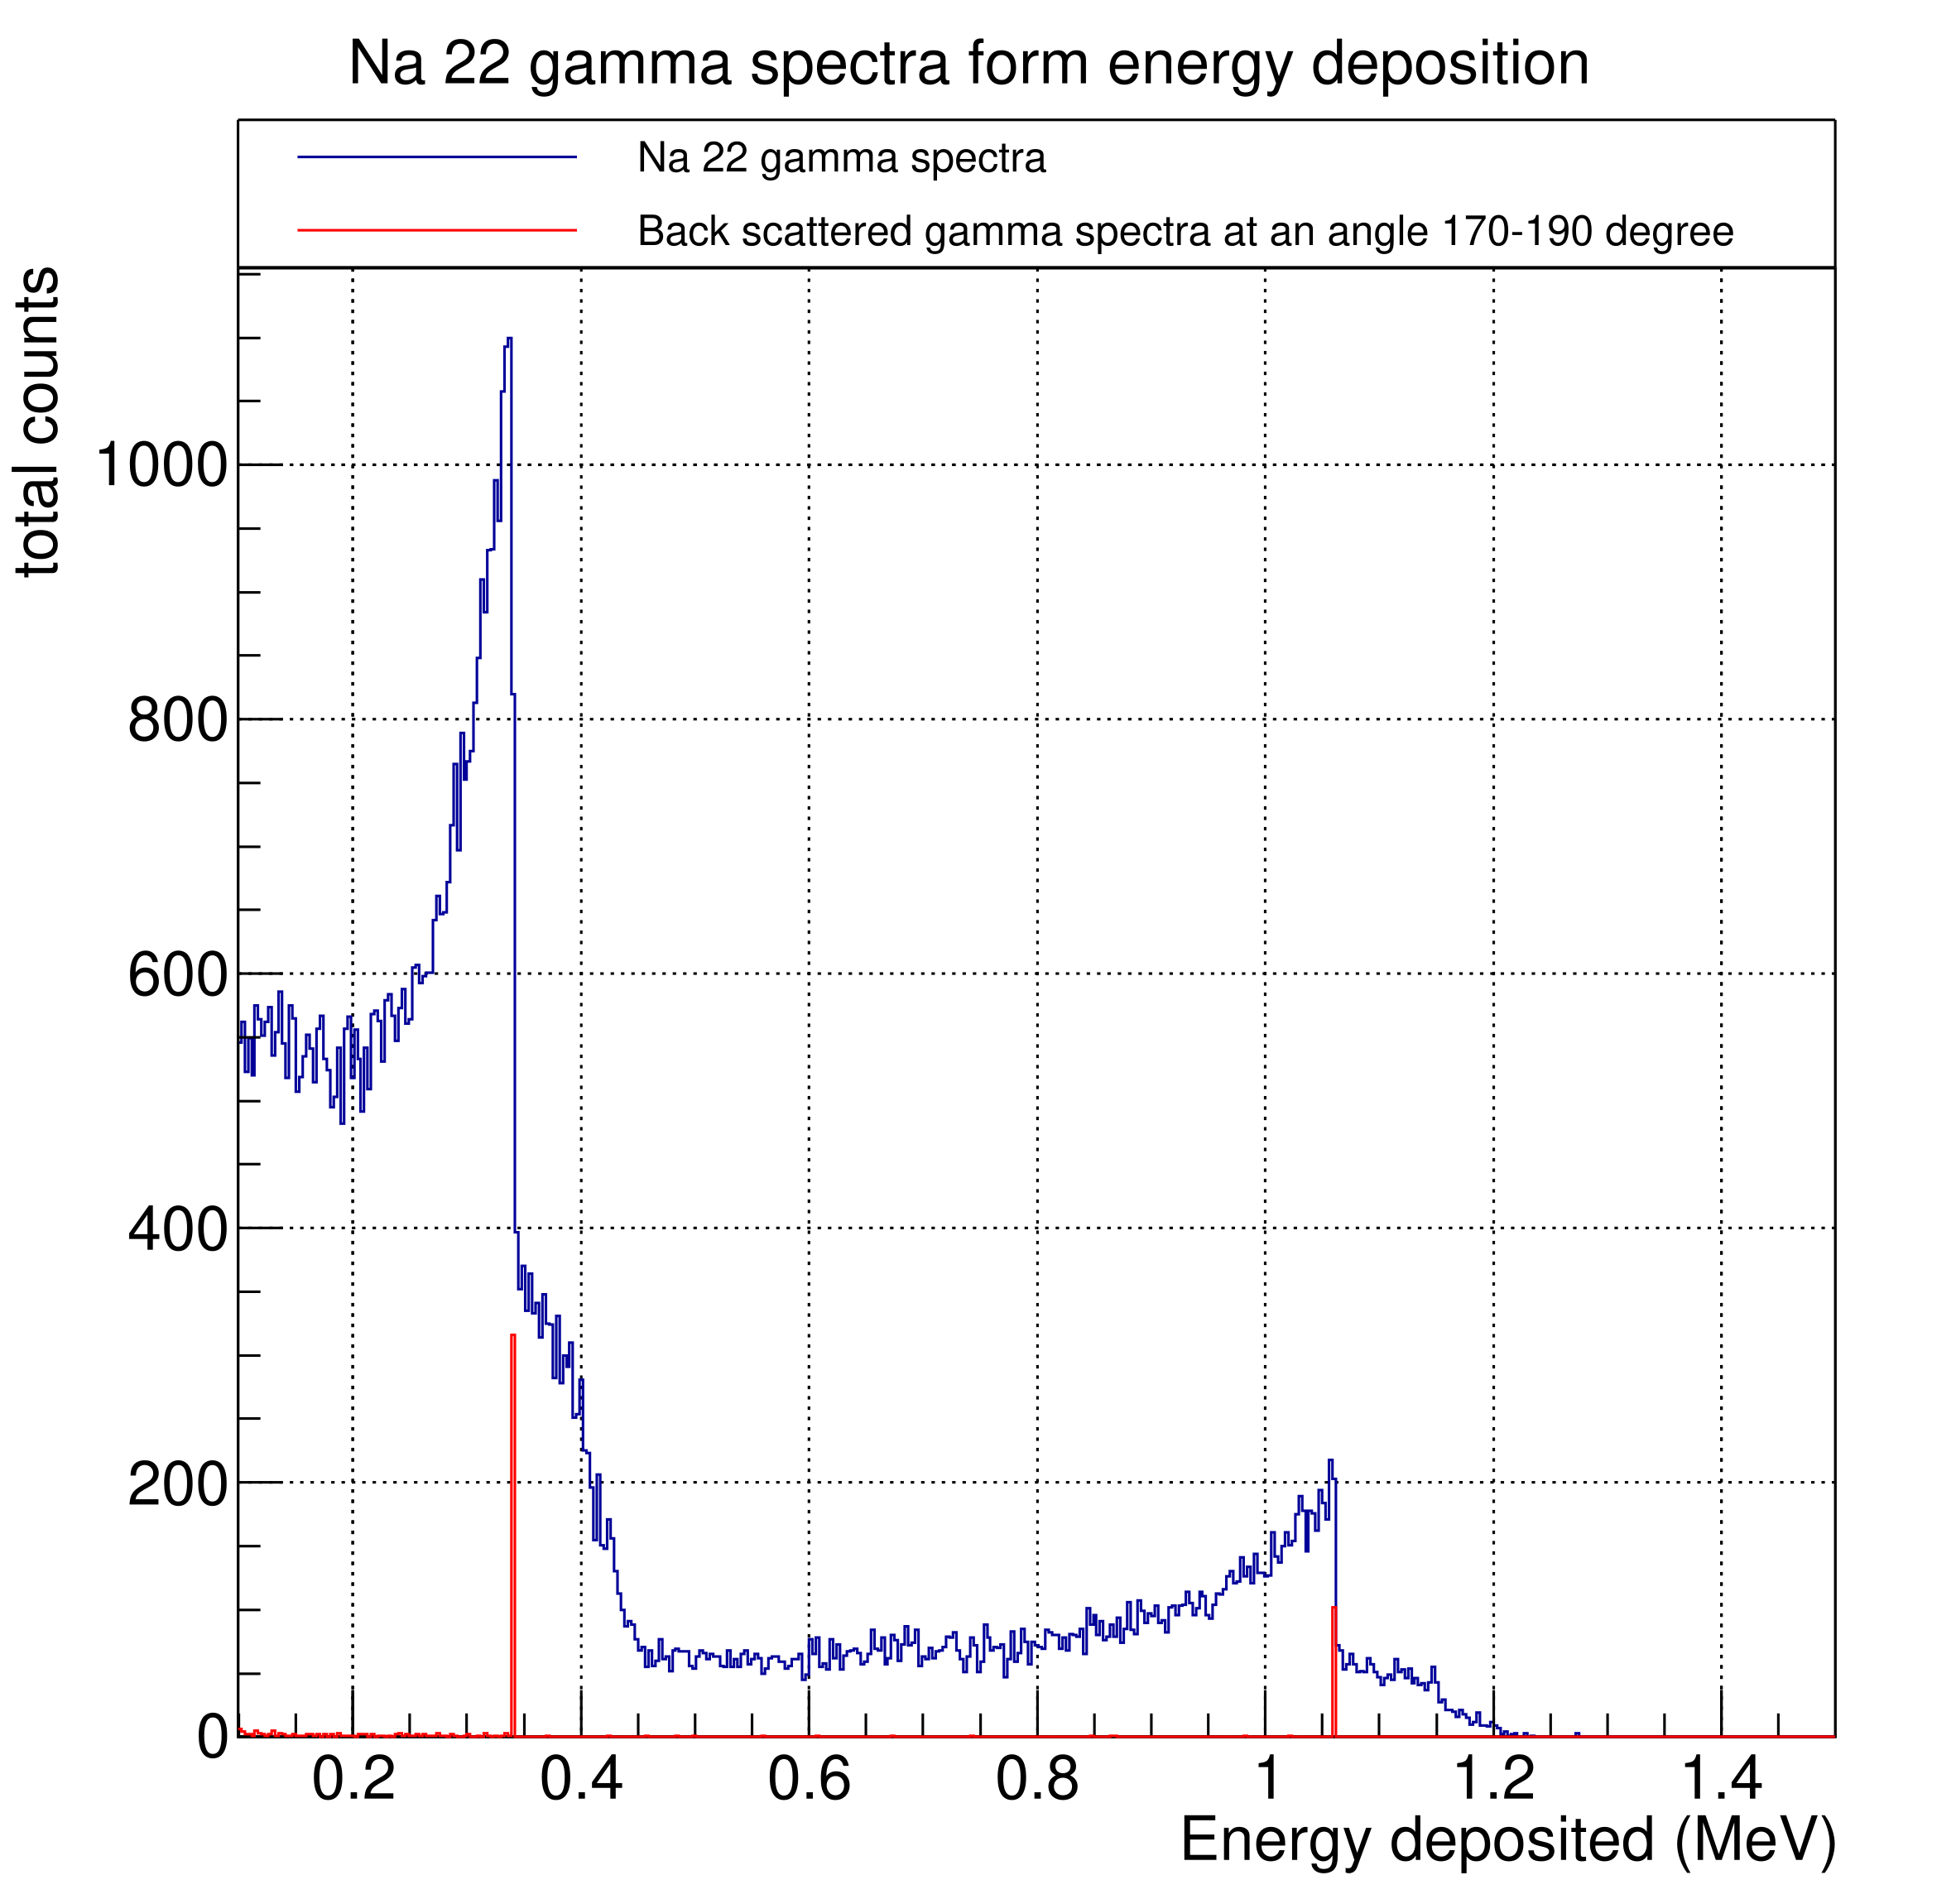 Na 22 gamma spectra form energy deposition
Na 22 gamma spectra
Back scattered gamma spectra at an angle 170-190 degree
total counts
1000
800
600
400
200
0
0.2 0.4 0.6 0.8 1 1.2 1.4
Energy deposited (MeV)